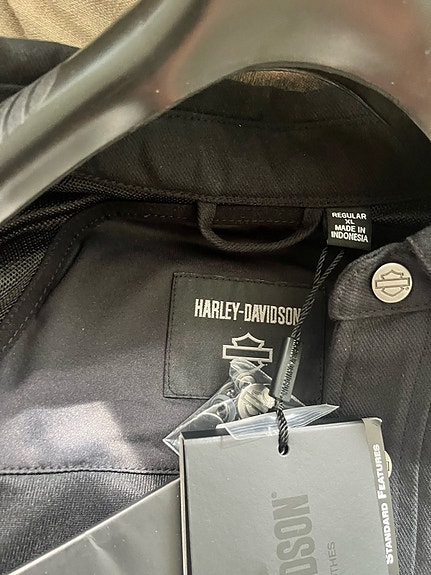 REGULAR
XL
MADE IN
INDONESIA
HARLEY-DAVIDSON
DSON
THES
STANDARD FEATURES